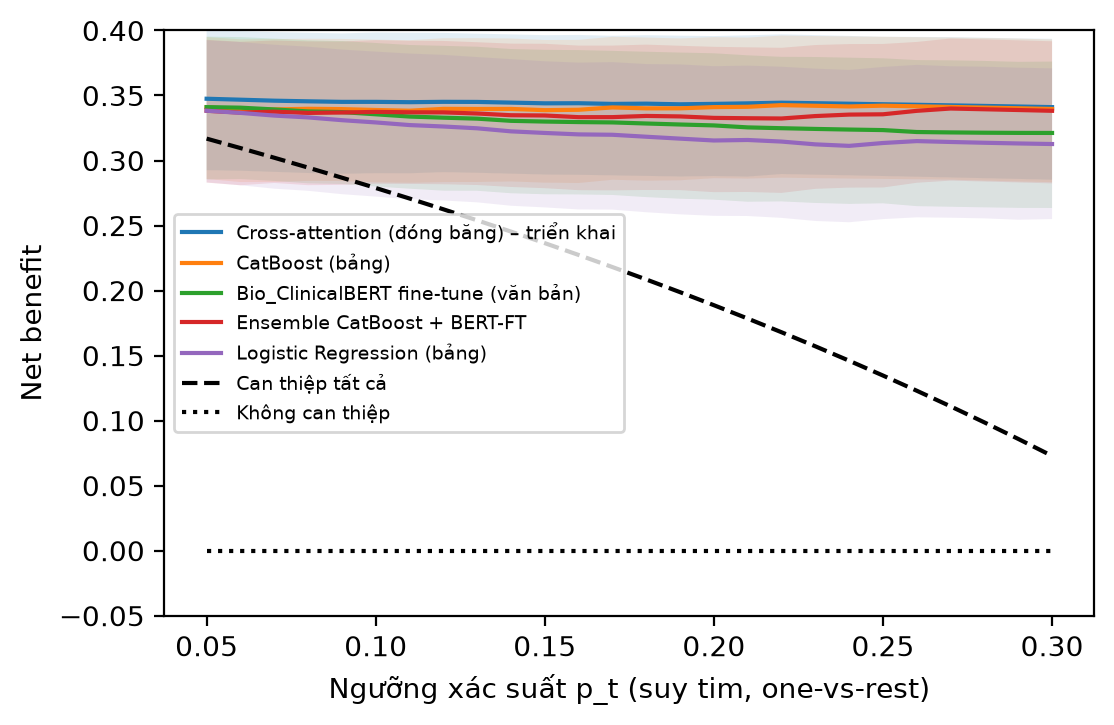 0.40
0.35
0.30
0.25
0.20
0.15
0.10
0.05
0.00
−0.05
Net benefit
Cross-attention (đóng băng) – triển khai
CatBoost (bảng)
Bio_ClinicalBERT fine-tune (văn bản)
Ensemble CatBoost + BERT-FT
Logistic Regression (bảng)
Can thiệp tất cả
Không can thiệp
0.05 0.10 0.15 0.20 0.25 0.30
Ngưỡng xác suất p_t (suy tim, one-vs-rest)